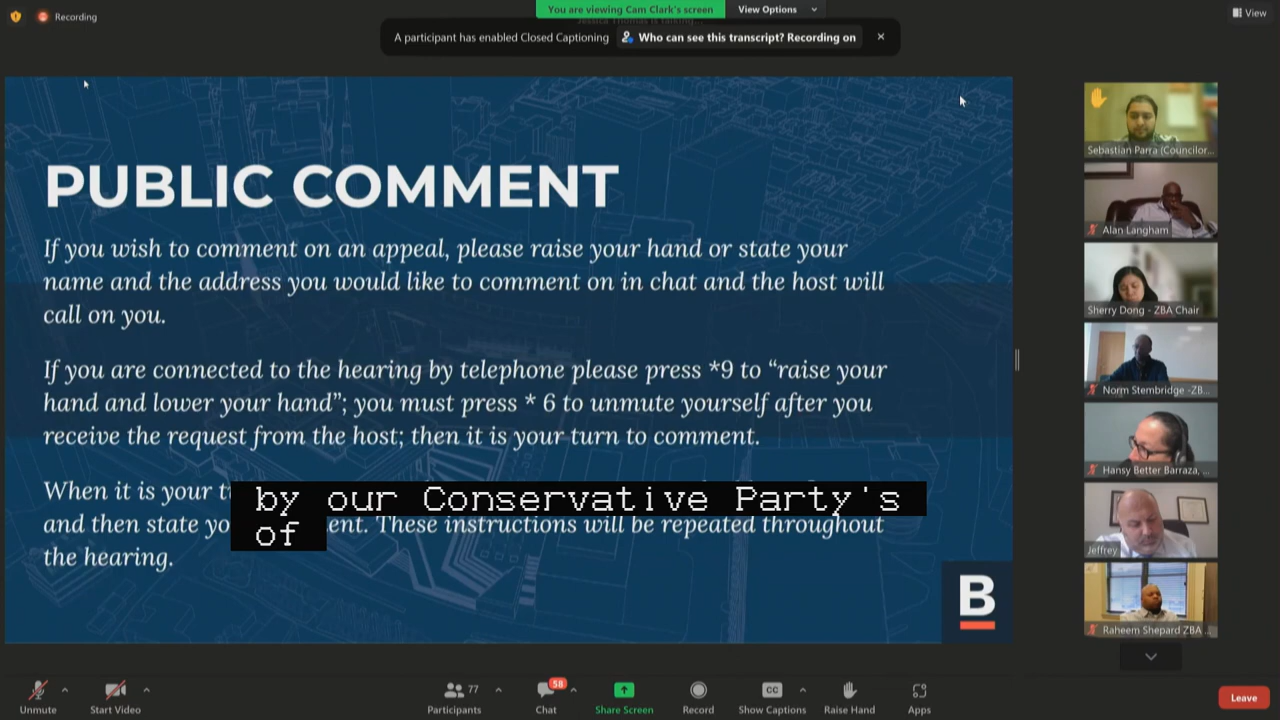 Recording
You are viewing Cam Clark's screen
View Options
View
Jessica Thomas is talking...
A participant has enabled Closed Captioning
Who can see this transcript? Recording on
PUBLIC COMMENT
If you wish to comment on an appeal, please raise your hand or state your
name and the address you would like to comment on in chat and the host will
call on you.
If you are connected to the hearing by telephone please press *9 to “raise your
hand and lower your hand”; you must press * 6 to unmute yourself after you
receive the request from the host; then it is your turn to comment.
When it is your t
and then state yo ent. These instructions will be repeated throughout
the hearing.
by our Conservative Party's
of
B
Sebastian Parra (Councilor...
Alan Langham
Sherry Dong - ZBA Chair
Norm Stembridge -ZB...
Hansy Better Barraza, ...
Jeffrey
Raheem Shepard ZBA ...
Unmute
Start Video
77
Participants
58
Chat
Share Screen
Record
CC
Show Captions
Raise Hand
Apps
Leave